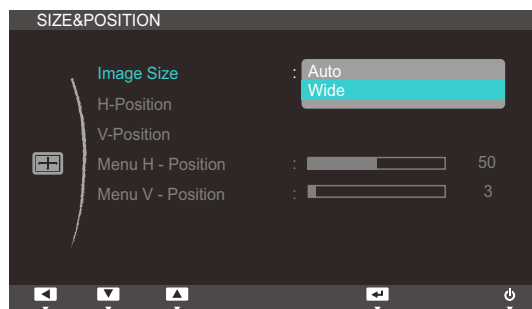 SIZE&POSITION
Image Size : Auto
Wide
H-Position
V-Position
Menu H - Position : 50
Menu V - Position : 3